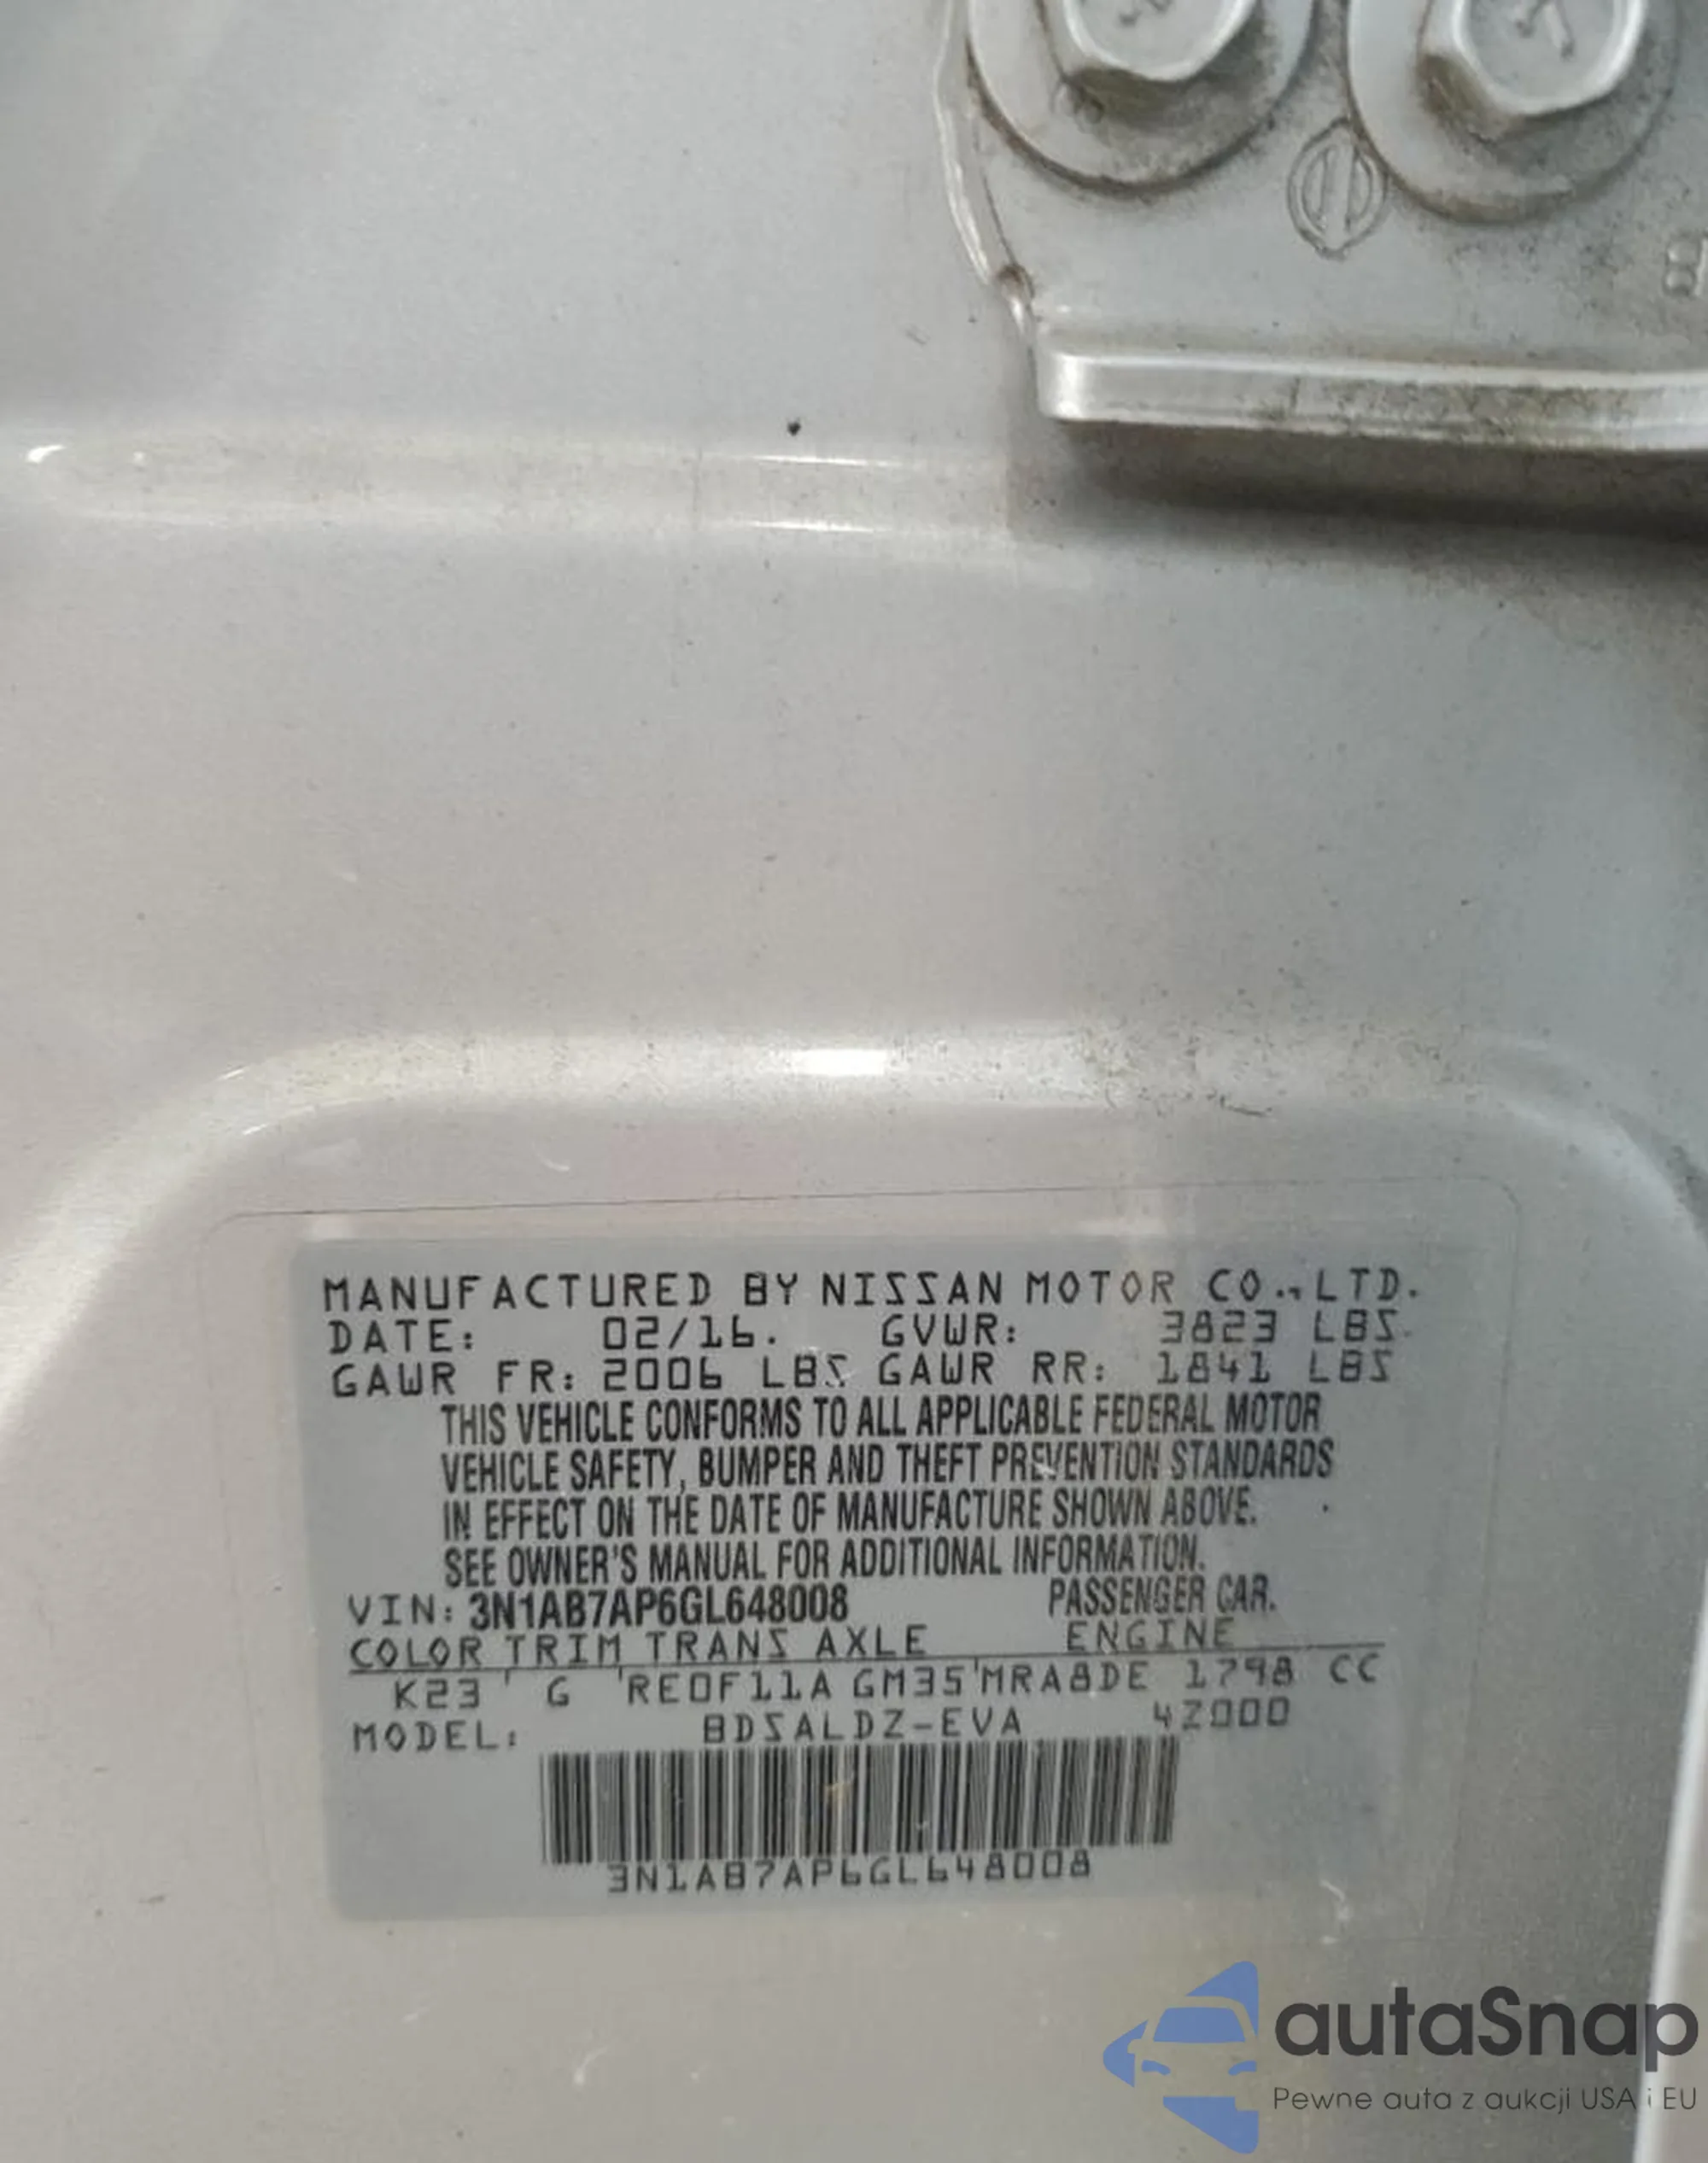 MANUFACTURED BY NISSAN MOTOR CO., LTD.
DATE: 02/16. GVWR: 3823 LBS
GAWR FR: 2006 LBS GAWR RR: 1841 LBS
THIS VEHICLE CONFORMS TO ALL APPLICABLE FEDERAL MOTOR
VEHICLE SAFETY, BUMPER AND THEFT PREVENTION STANDARDS
IN EFFECT ON THE DATE OF MANUFACTURE SHOWN ABOVE.
SEE OWNER'S MANUAL FOR ADDITIONAL INFORMATION.
VIN: 3N1AB7AP6GL648008 PASSENGER CAR.
COLOR TRIM TRANS AXLE ENGINE
K23 ' G 'RE0F11A GM35'MRA8DE 1798 CC
MODEL: BDSALDZ-EVA 4Z000
3N1AB7AP6GL648008
autaSnap
Pewne auta z aukcji USA i EU